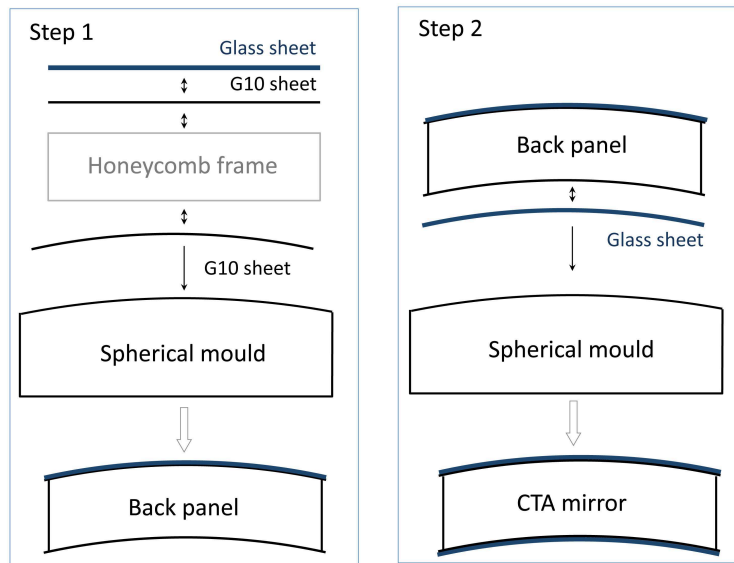 Step 1
Glass sheet
G10 sheet
Honeycomb frame
G10 sheet
Spherical mould
Back panel
Step 2
Back panel
Glass sheet
Spherical mould
CTA mirror